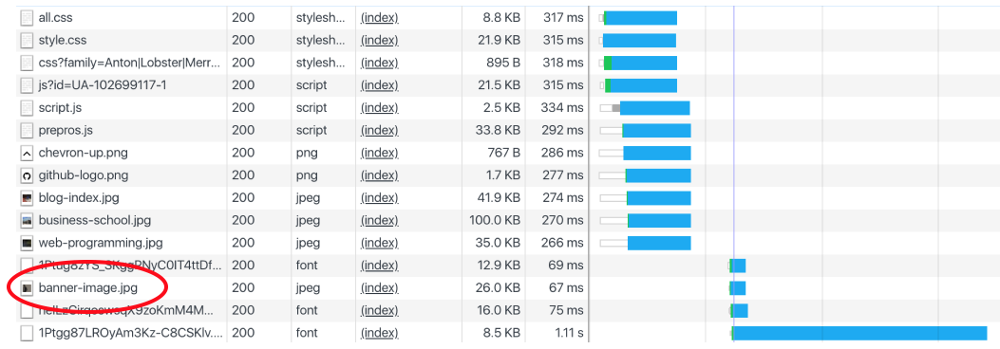 all.css 200 stylesh... (index) 8.8 KB 317 ms
style.css 200 stylesh... (index) 21.9 KB 315 ms
css?family=Anton|Lobster|Merr... 200 stylesh... (index) 895 B 318 ms
js?id=UA-102699117-1 200 script (index) 21.5 KB 315 ms
script.js 200 script (index) 2.5 KB 334 ms
prepros.js 200 script (index) 33.8 KB 292 ms
chevron-up.png 200 png (index) 767 B 286 ms
github-logo.png 200 png (index) 1.7 KB 277 ms
blog-index.jpg 200 jpeg (index) 41.9 KB 274 ms
business-school.jpg 200 jpeg (index) 100.0 KB 270 ms
web-programming.jpg 200 jpeg (index) 35.0 KB 266 ms
200 font (index) 12.9 KB 69 ms
banner-image.jpg 200 jpeg (index) 26.0 KB 67 ms
200 font (index) 16.0 KB 75 ms
1Ptgg87LROyAm3Kz-C8CSKlv... 200 font (index) 8.5 KB 1.11 s